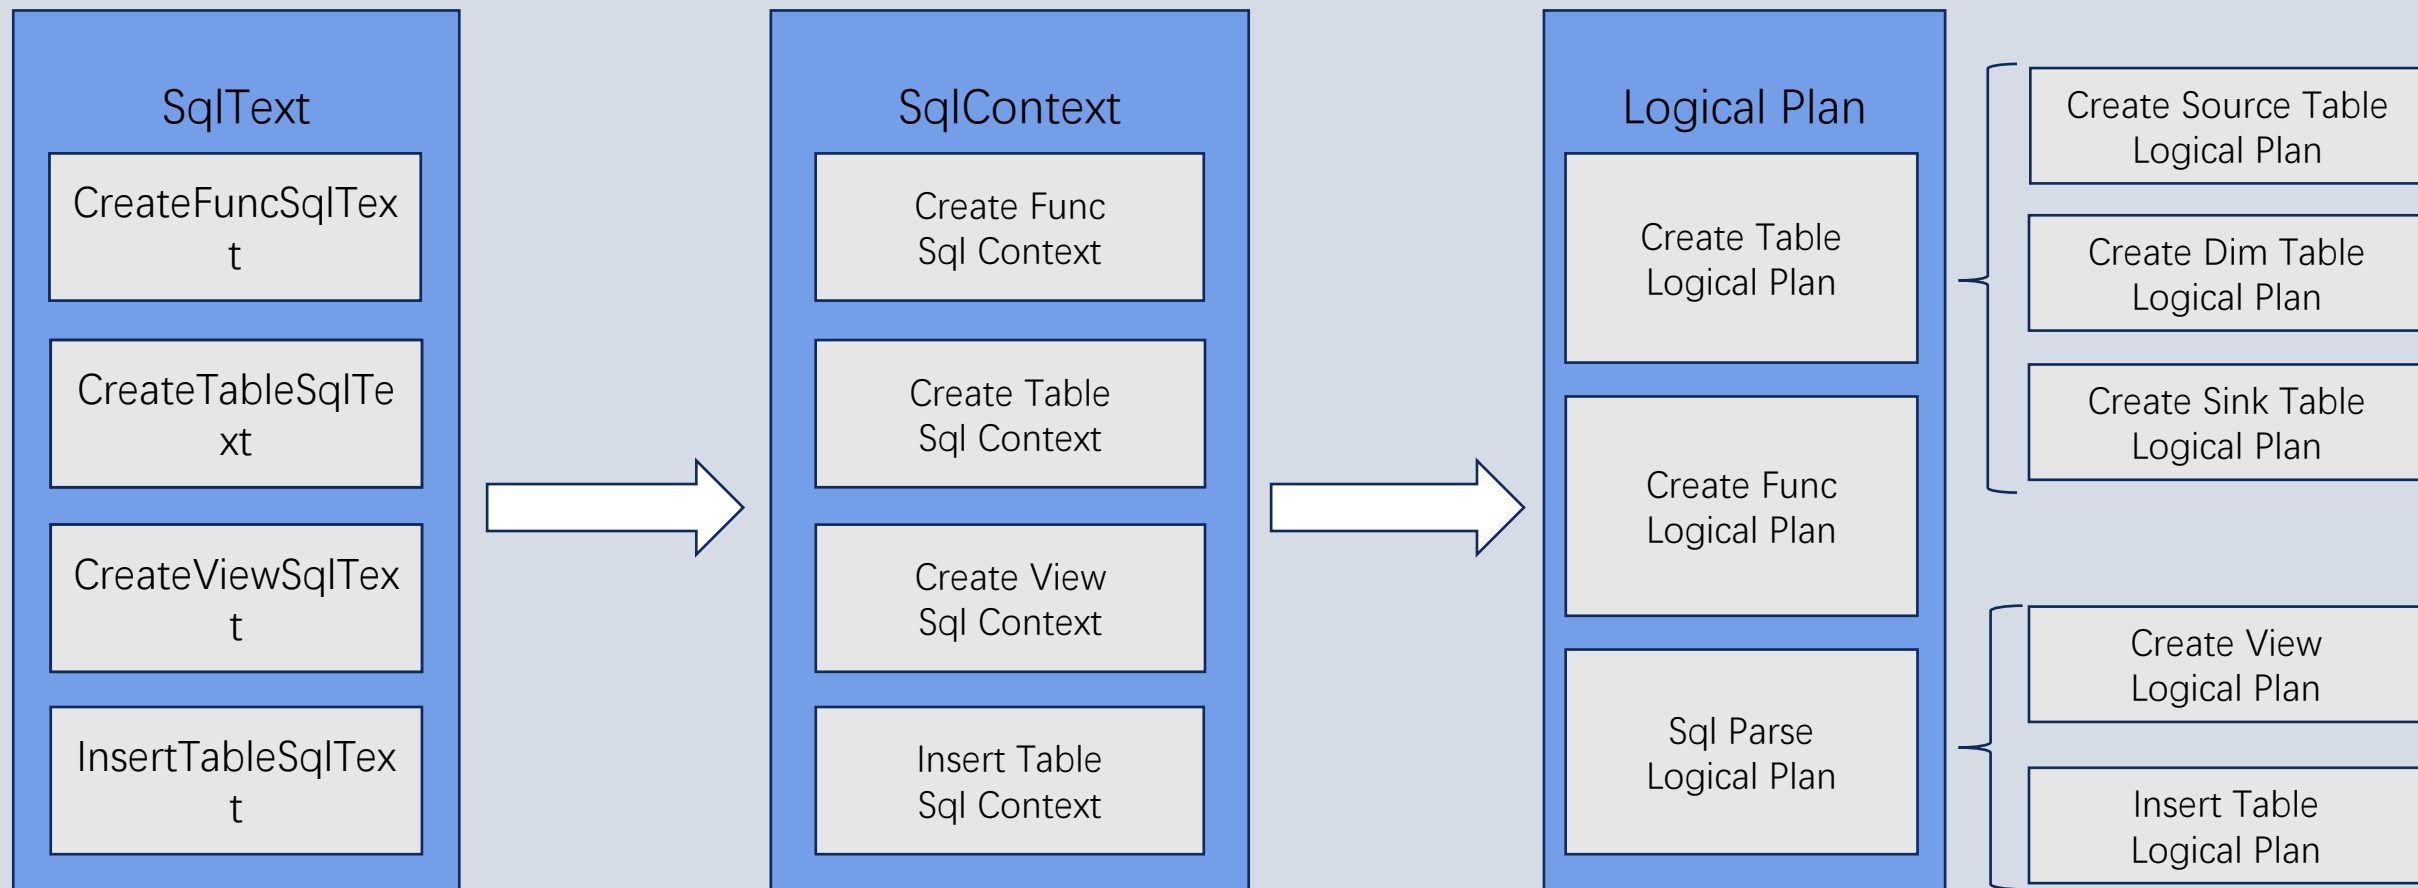 SqlText
CreateFuncSqlTex
t
CreateTableSqlTe
xt
CreateViewSqlTex
t
InsertTableSqlTex
t
SqlContext
Create Func
Sql Context
Create Table
Sql Context
Create View
Sql Context
Insert Table
Sql Context
Logical Plan
Create Table
Logical Plan
Create Func
Logical Plan
Sql Parse
Logical Plan
Create Source Table
Logical Plan
Create Dim Table
Logical Plan
Create Sink Table
Logical Plan
Create View
Logical Plan
Insert Table
Logical Plan